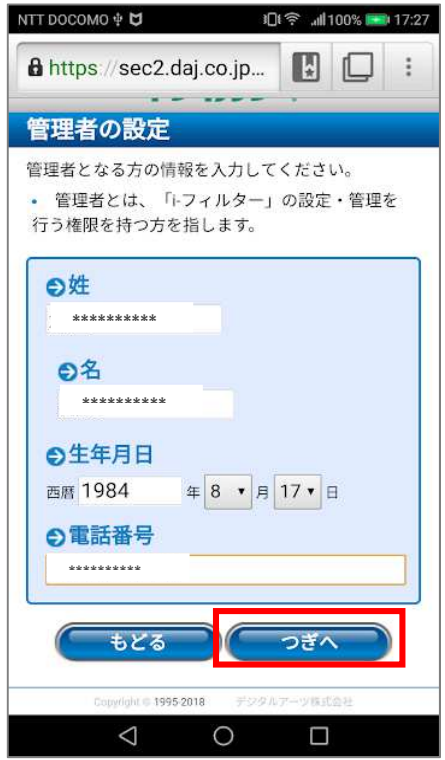 NTT DOCOMO 100% 17:27
https://sec2.daj.co.jp...
管理者の設定
管理者となる方の情報を入力してください。
• 管理者とは、「i-フィルター」の設定・管理を
行う権限を持つ方を指します。
姓
**********
名
**********
生年月日
西暦 1984 年 8 月 17 日
電話番号
**********
もどる つぎへ
Copyright © 1995-2018 デジタルアーツ株式会社